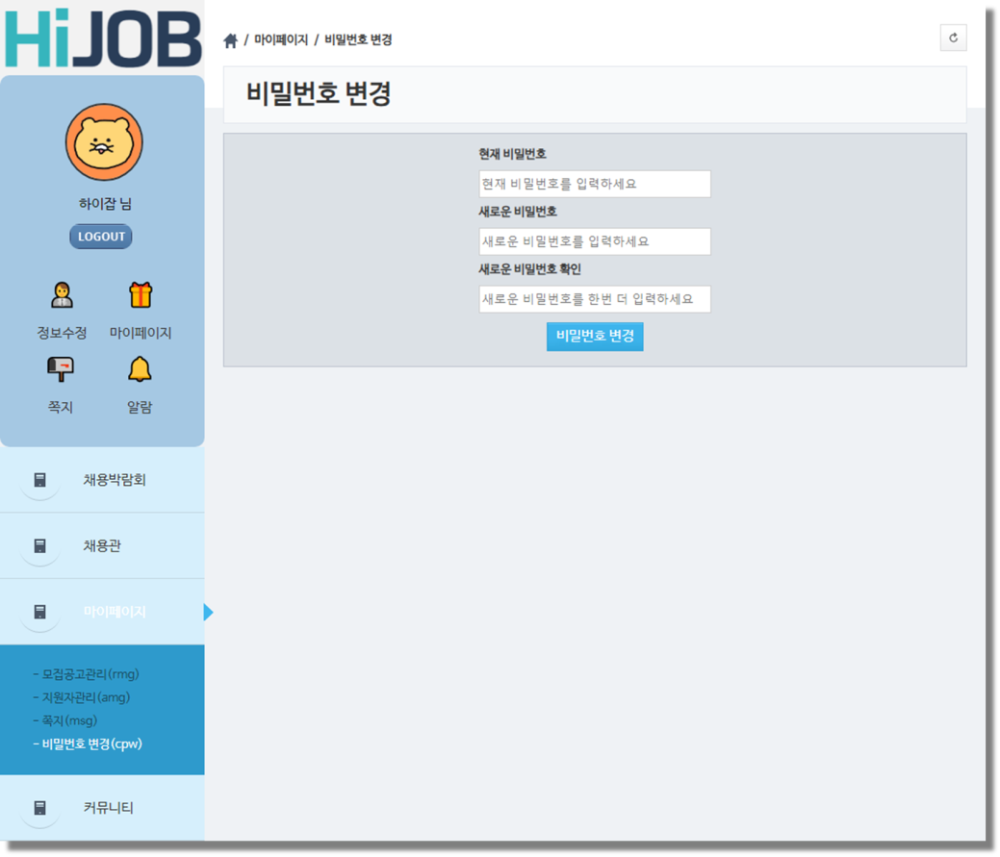 HiJOB
하이잡 님
LOGOUT
정보수정 마이페이지
쪽지 알람
채용박람회
채용관
마이페이지
- 모집공고관리(rmg)
- 지원자관리(amg)
- 쪽지(msg)
- 비밀번호 변경(cpw)
커뮤니티
/ 마이페이지 / 비밀번호 변경
비밀번호 변경
현재 비밀번호
현재 비밀번호를 입력하세요
새로운 비밀번호
새로운 비밀번호를 입력하세요
새로운 비밀번호 확인
새로운 비밀번호를 한번 더 입력하세요
비밀번호 변경